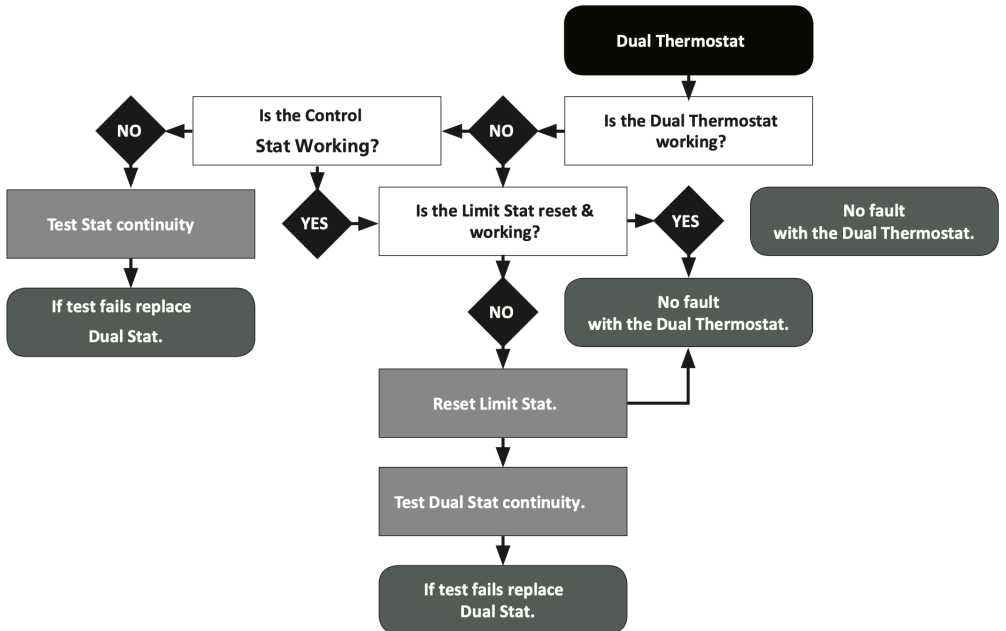 Dual Thermostat
Is the Dual Thermostat
working?
NO
Is the Control
Stat Working?
NO
Test Stat continuity
If test fails replace
Dual Stat.
YES
Is the Limit Stat reset &
working?
YES
No fault
with the Dual Thermostat.
No fault
with the Dual Thermostat.
NO
Reset Limit Stat.
Test Dual Stat continuity.
If test fails replace
Dual Stat.